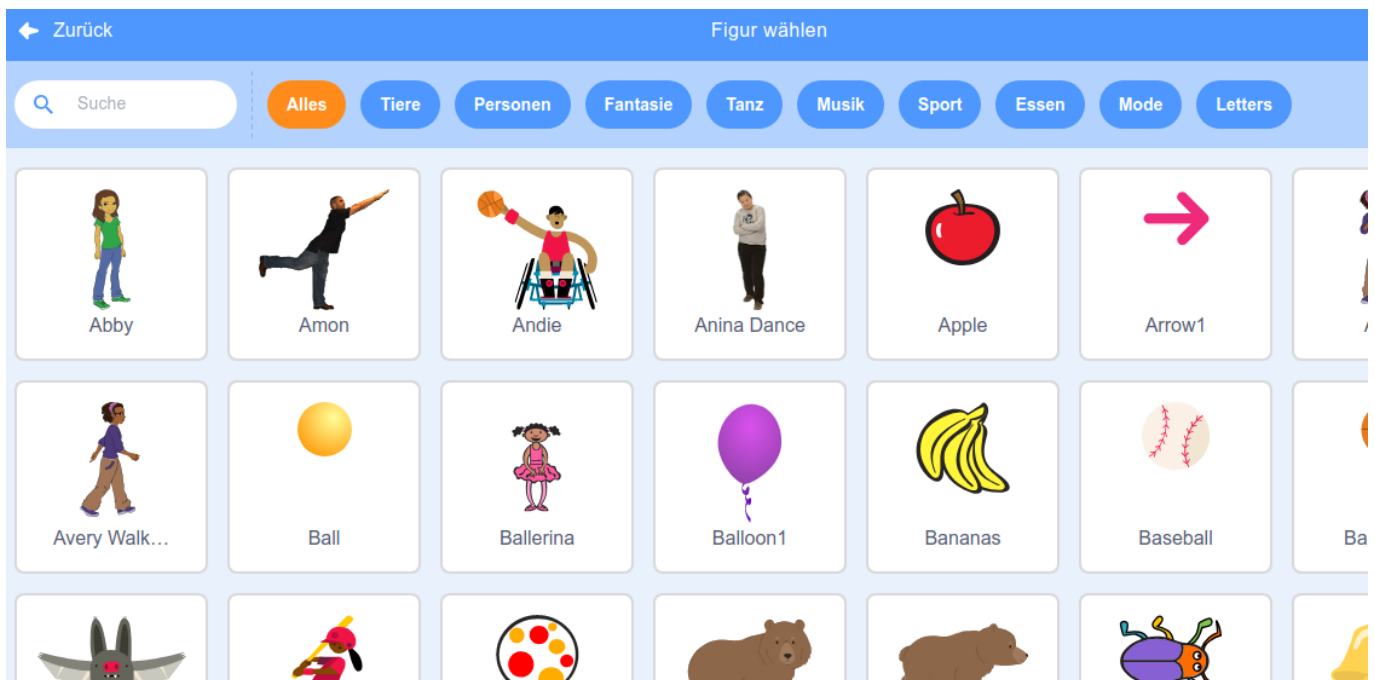 Zurück
Figur wählen
Suche
Alles
Tiere
Personen
Fantasie
Tanz
Musik
Sport
Essen
Mode
Letters
Abby
Amon
Andie
Anina Dance
Apple
Arrow1
Avery Walk…
Ball
Ballerina
Balloon1
Bananas
Baseball
Ba